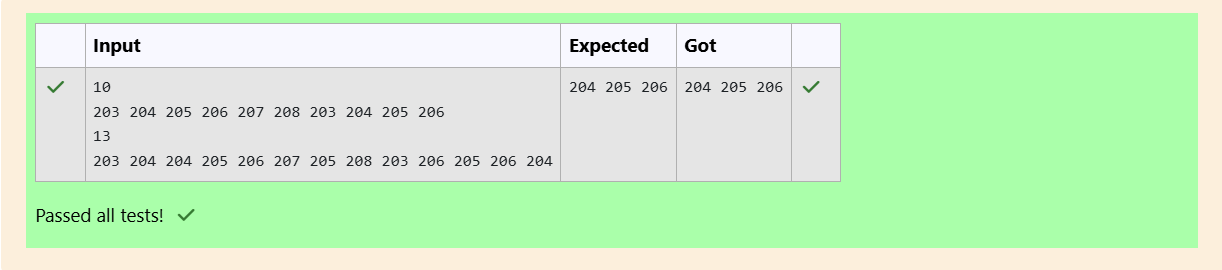 Input Expected Got
10 204 205 206 204 205 206
203 204 205 206 207 208 203 204 205 206
13
203 204 204 205 206 207 205 208 203 206 205 206 204
Passed all tests!